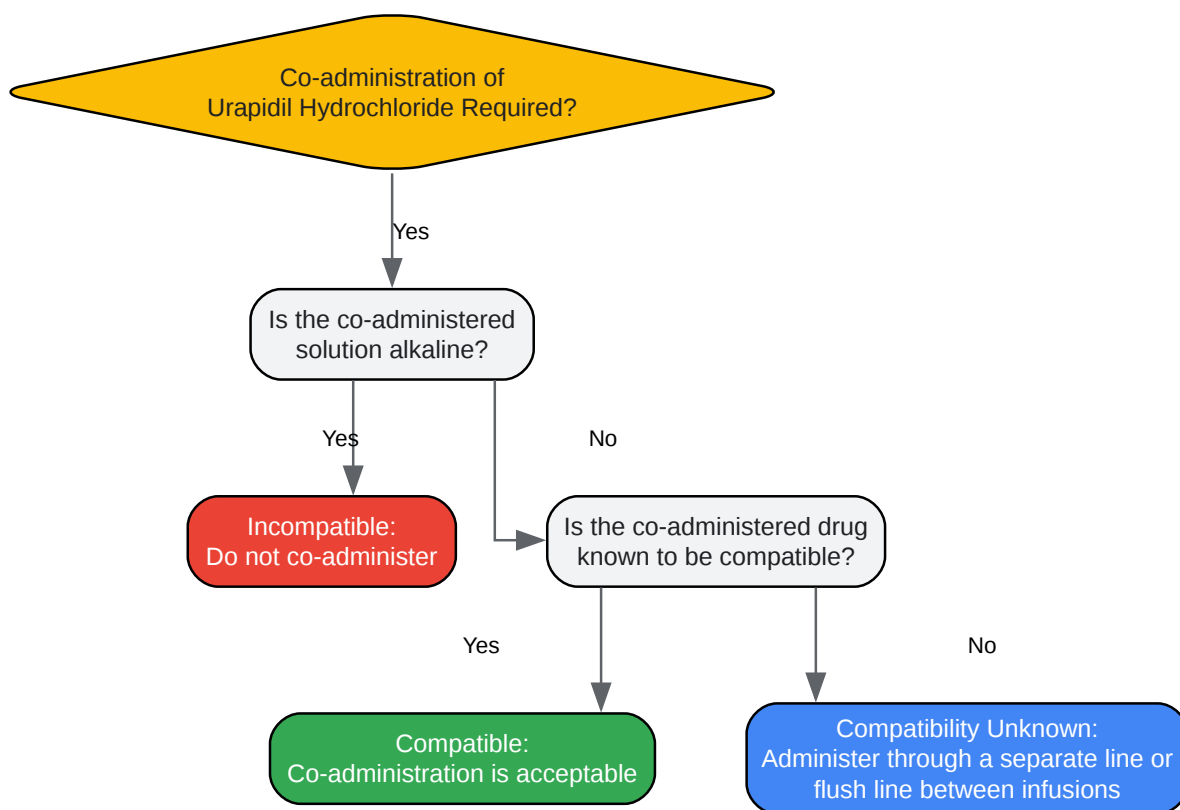 Co-administration of
Urapidil Hydrochloride Required?
Yes
Is the co-administered
solution alkaline?
Yes
No
Incompatible:
Do not co-administer
Is the co-administered drug
known to be compatible?
Yes
No
Compatible:
Co-administration is acceptable
Compatibility Unknown:
Administer through a separate line or
flush line between infusions